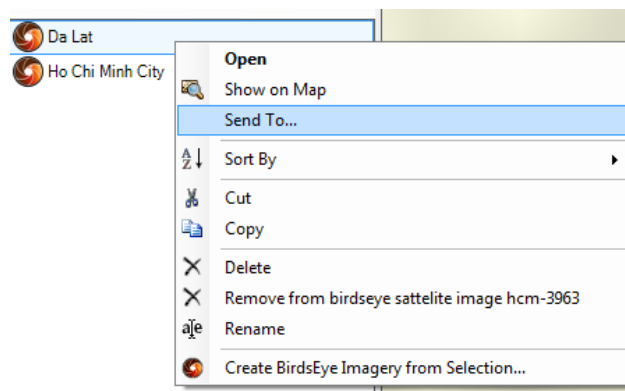 Da Lat
Ho Chi Minh City
Open
Show on Map
Send To...
Sort By
Cut
Copy
Delete
Remove from birdseye sattelite image hcm-3963
Rename
Create BirdsEye Imagery from Selection...